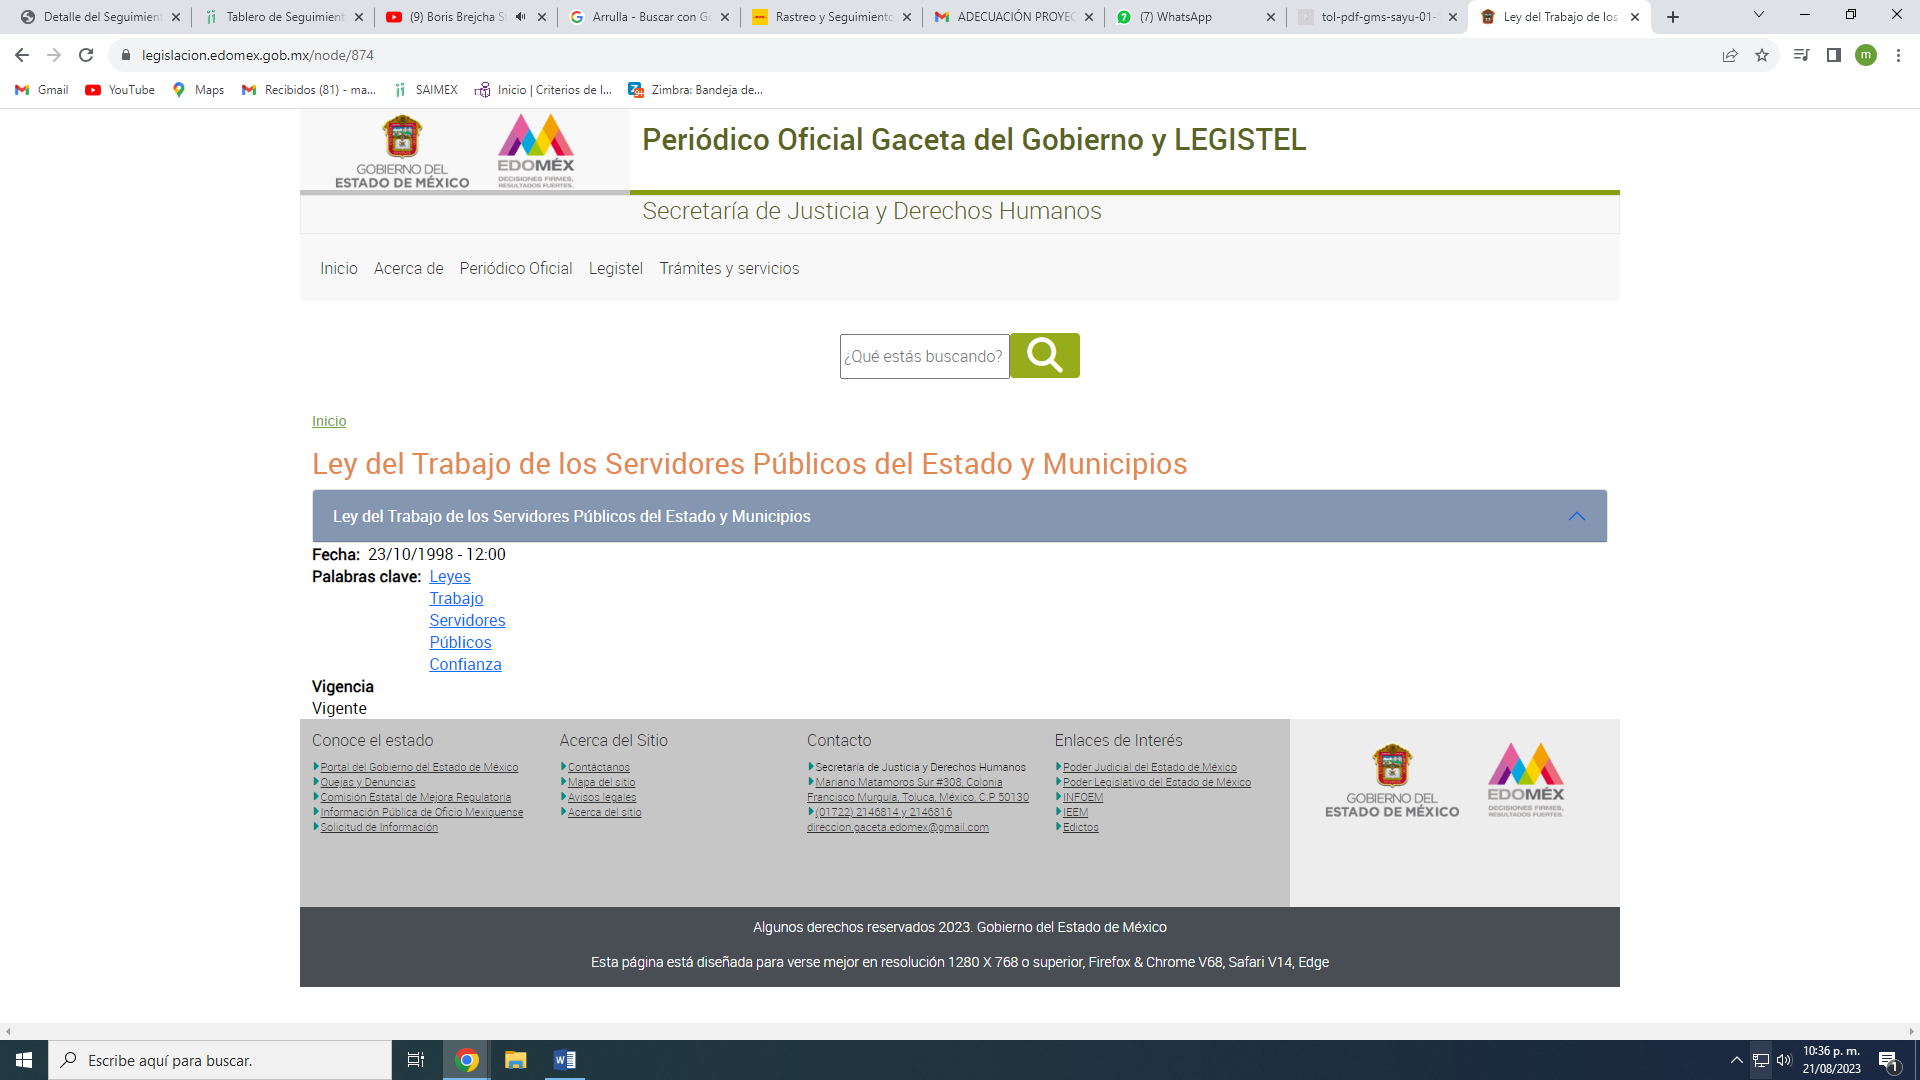 Detalle del Seguimient
Tablero de Seguimient
(9) Boris Brejcha S
Arrulla - Buscar con Go
Rastreo y Seguimiento
ADECUACIÓN PROYEC
(7) WhatsApp
tol-pdf-gms-sayu-01-
Ley del Trabajo de los
legislacion.edomex.gob.mx/node/874
m
Gmail
YouTube
Maps
Recibidos (81) - ma...
SAIMEX
Inicio | Criterios de I...
Zimbra: Bandeja de...
GOBIERNO DEL
ESTADO DE MÉXICO
EDOMÉX
DECISIONES FIRMES,
RESULTADOS FUERTES.
Periódico Oficial Gaceta del Gobierno y LEGISTEL
Secretaría de Justicia y Derechos Humanos
Inicio Acerca de Periódico Oficial Legistel Trámites y servicios
¿Qué estás buscando?
Inicio
Ley del Trabajo de los Servidores Públicos del Estado y Municipios
Ley del Trabajo de los Servidores Públicos del Estado y Municipios
Fecha: 23/10/1998 - 12:00
Palabras clave: Leyes
Trabajo
Servidores
Públicos
Confianza
Vigencia
Vigente
Conoce el estado
Portal del Gobierno del Estado de México
Quejas y Denuncias
Comisión Estatal de Mejora Regulatoria
Información Pública de Oficio Mexiquense
Solicitud de Información
Acerca del Sitio
Contáctanos
Mapa del sitio
Avisos legales
Acerca del sitio
Contacto
Secretaría de Justicia y Derechos Humanos
Mariano Matamoros Sur #308, Colonia
Francisco Murguía, Toluca, México, C.P 50130
(01722) 2146814 y 2146816
direccion.gaceta.edomex@gmail.com
Enlaces de Interés
Poder Judicial del Estado de México
Poder Legislativo del Estado de México
INFOEM
IEEM
Edictos
GOBIERNO DEL
ESTADO DE MÉXICO
EDOMÉX
DECISIONES FIRMES,
RESULTADOS FUERTES.
Algunos derechos reservados 2023. Gobierno del Estado de México
Esta página está diseñada para verse mejor en resolución 1280 X 768 o superior, Firefox & Chrome V68, Safari V14, Edge
Escribe aquí para buscar.
10:36 p. m.
21/08/2023
1